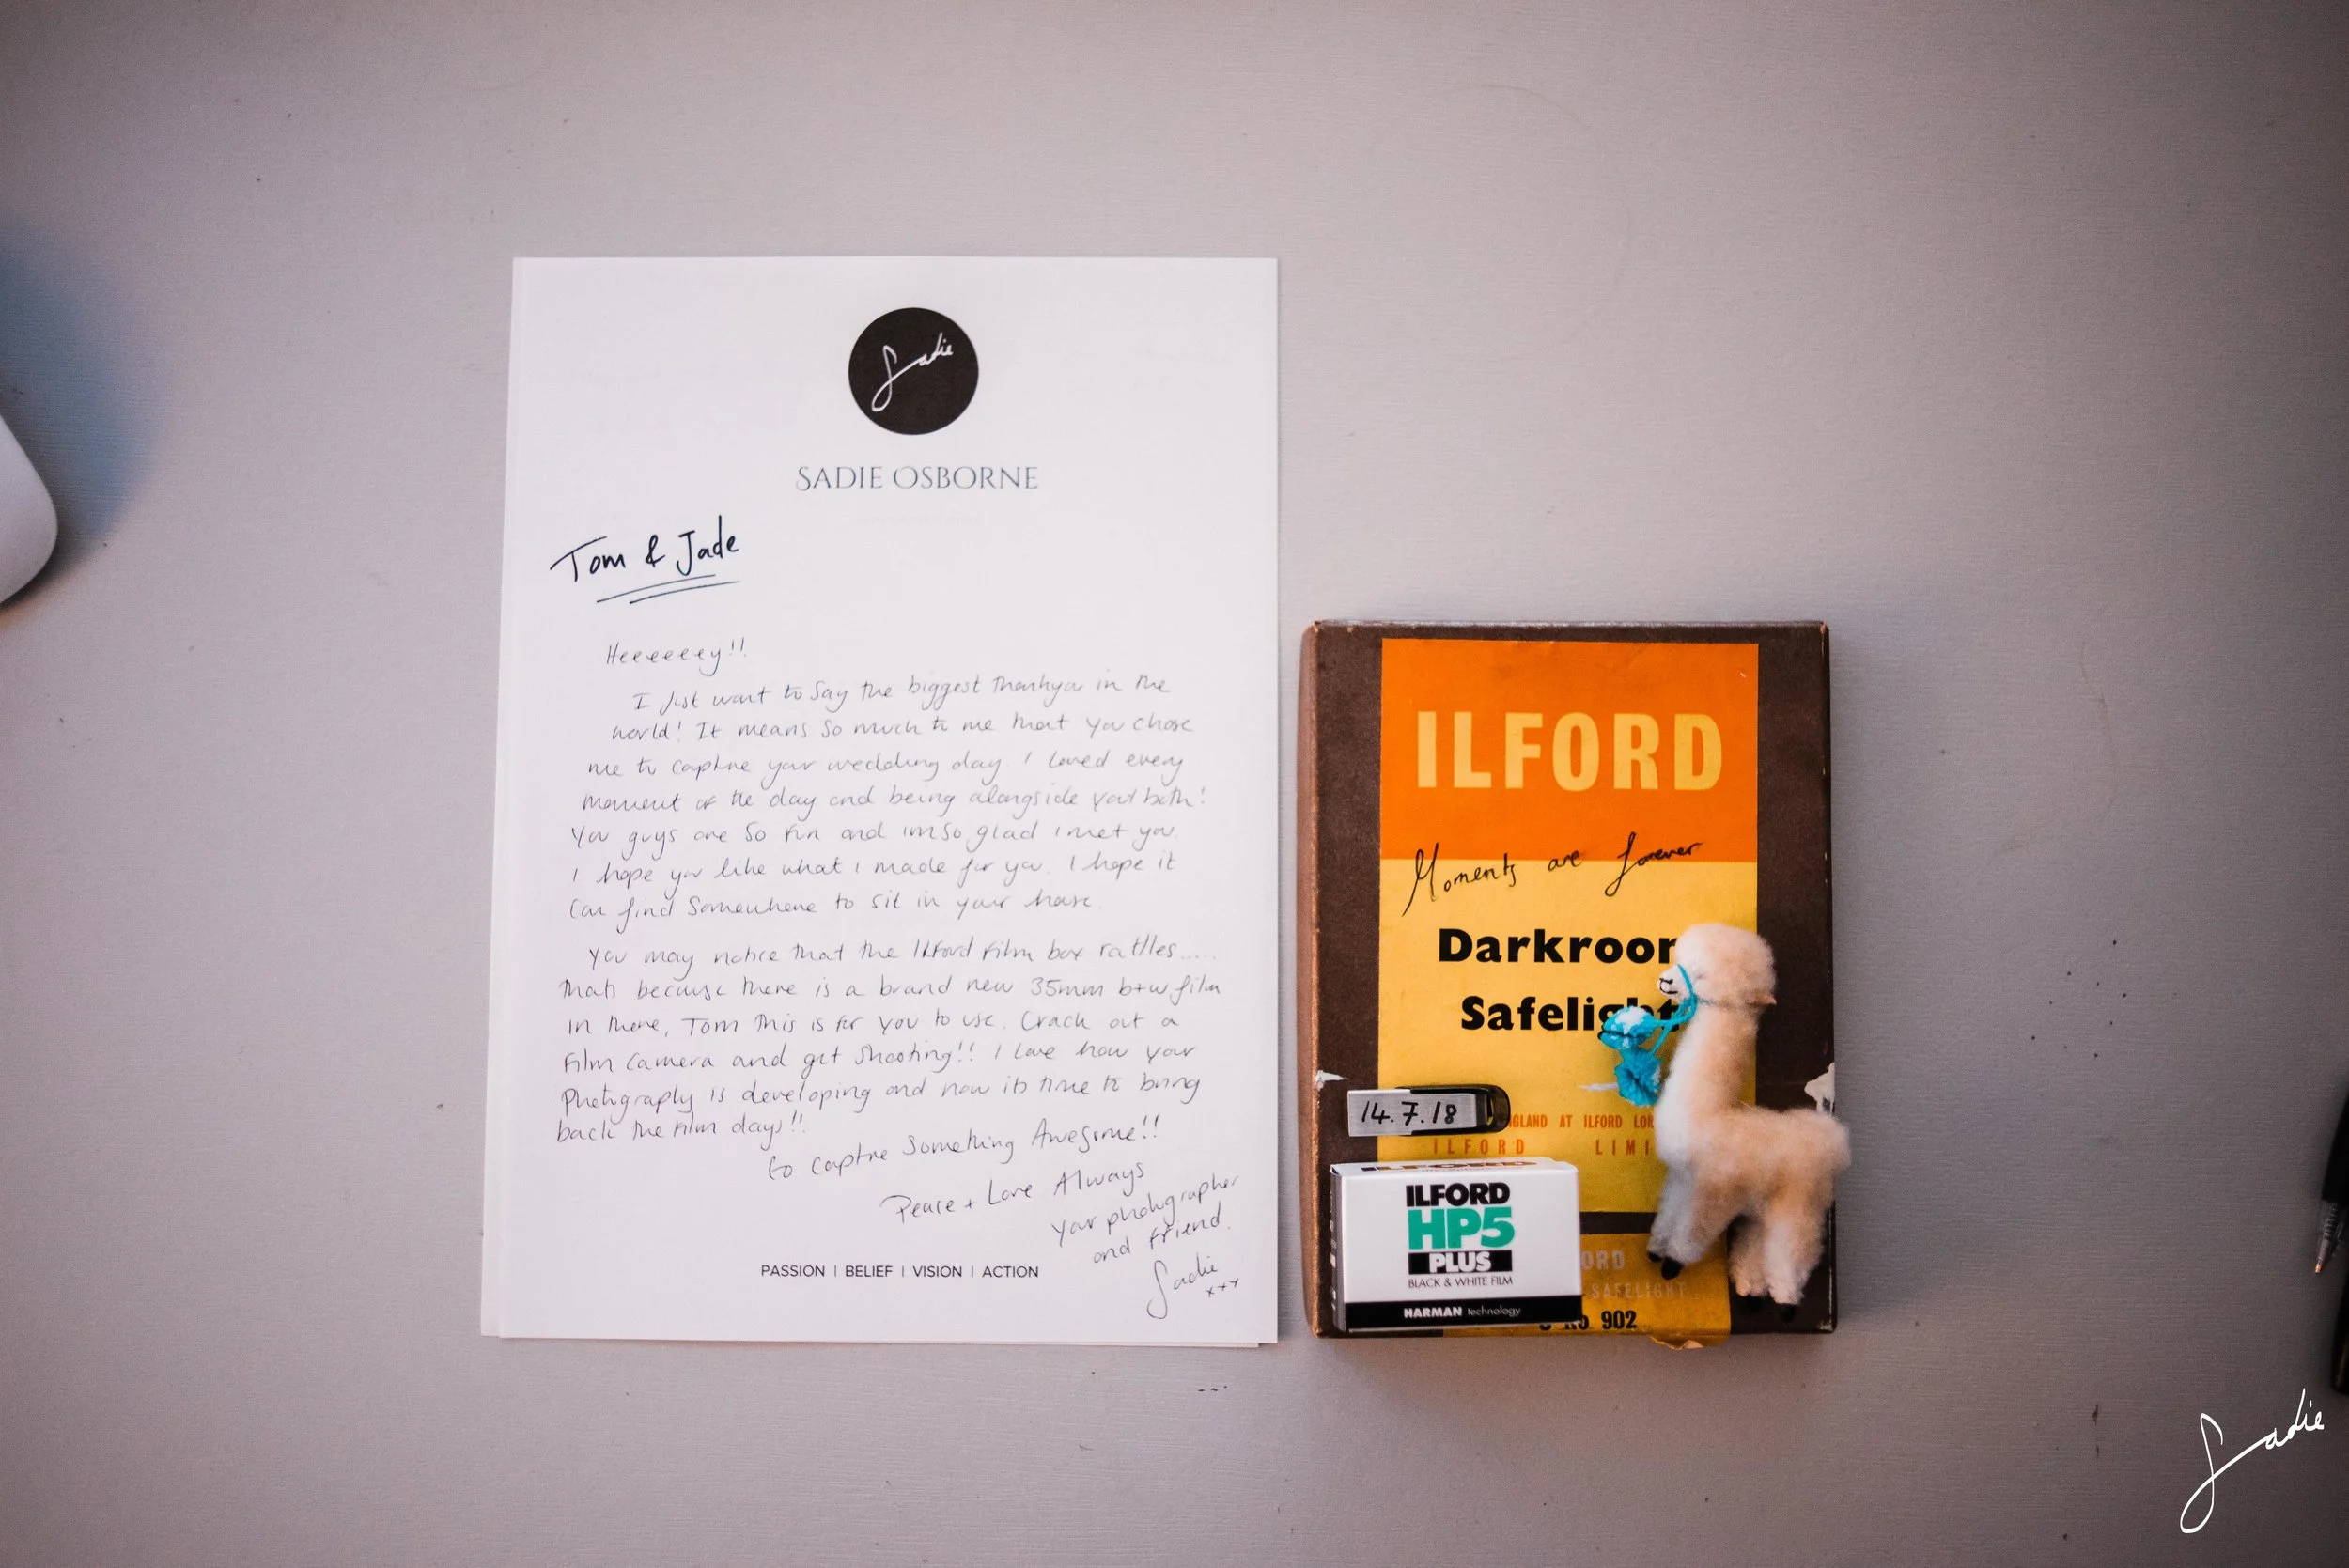 Sadie
SADIE OSBORNE
Tom & Jade
Heeeeeey!!
I just want to say the biggest thankyou in the
world! It means so much to me that you chose
me to capture your wedding day. I loved every
moment of the day and being alongside you both!
You guys are so fun and im so glad i met you.
I hope you like what i made for you. I hope it
can find somewhere to sit in your house.
You may notice that the Ilford film box rattles.....
thats because there is a brand new 35mm b+w film
in there, Tom this is for you to use. Crack out a
film camera and get shooting!! I love how your
photography is developing and now its time to bring
back the film days!!
Go capture something Awesome!!
Peace + Love Always
your photographer
and friend.
Sadie
xxx
PASSION | BELIEF | VISION | ACTION
ILFORD
Moments are forever
Darkroom
Safelight
14.7.18
ENGLAND AT ILFORD LON
ILFORD LIMI
ILFORD
ILFORD
HP5
PLUS
BLACK & WHITE FILM
HARMAN technology
ORD
SAFELIGHT
902
Sadie